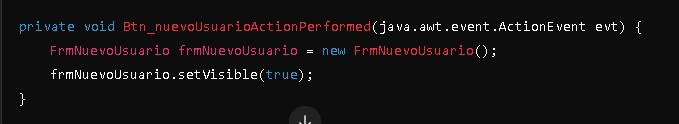 private void Btn_nuevoUsuarioActionPerformed(java.awt.event.ActionEvent evt) {
    FrmNuevoUsuario frmNuevoUsuario = new FrmNuevoUsuario();
    frmNuevoUsuario.setVisible(true);
}